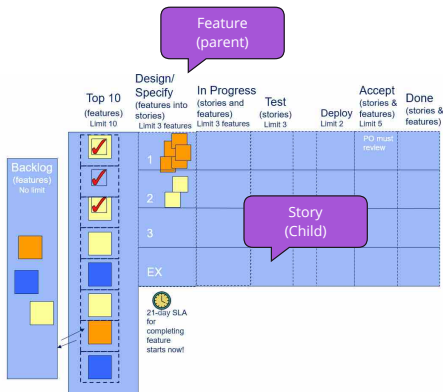 Feature
(parent)
Design/
Specify
(features into
stories)
Limit 3 features
Top 10
(features)
Limit 10
In Progress
(stories and
features)
Limit 3 features
Test
(stories)
Limit 3
Deploy
Limit 2
Accept
(stories &
features)
Limit 5
Done
(stories &
features)
PO must
review
Backlog
(features)
No limit
1
2
3
EX
Story
(Child)
21-day SLA
for
completing
feature
starts now!